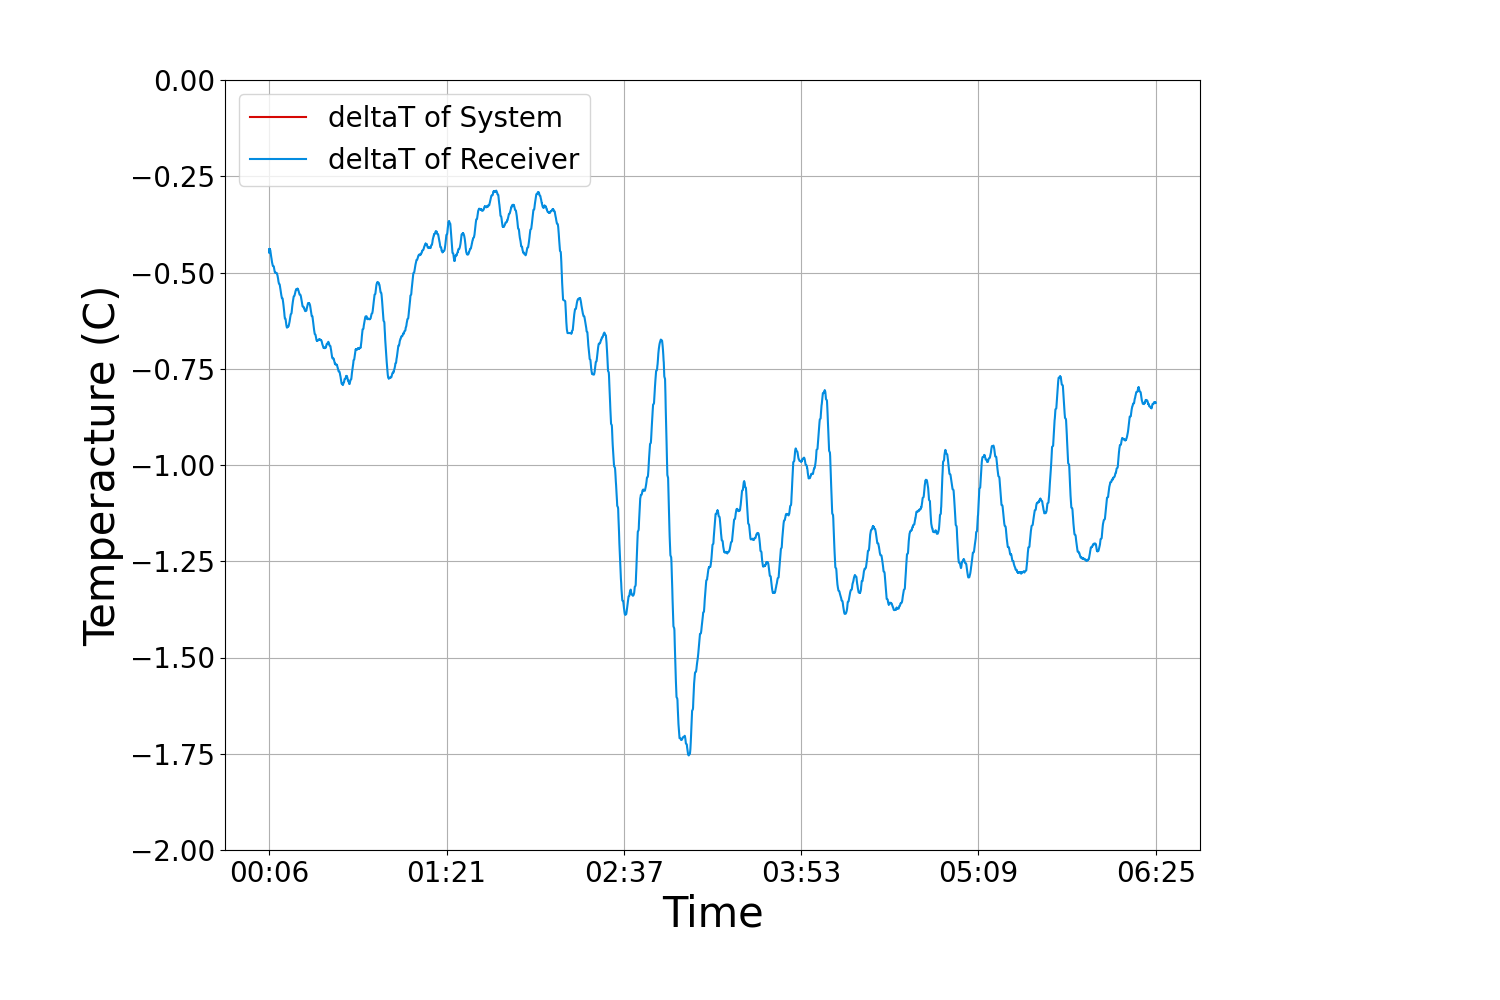 0.00
−0.25
−0.50
−0.75
−1.00
−1.25
−1.50
−1.75
−2.00
Temperacture (C)
deltaT of System
deltaT of Receiver
00:06 01:21 02:37 03:53 05:09 06:25
Time